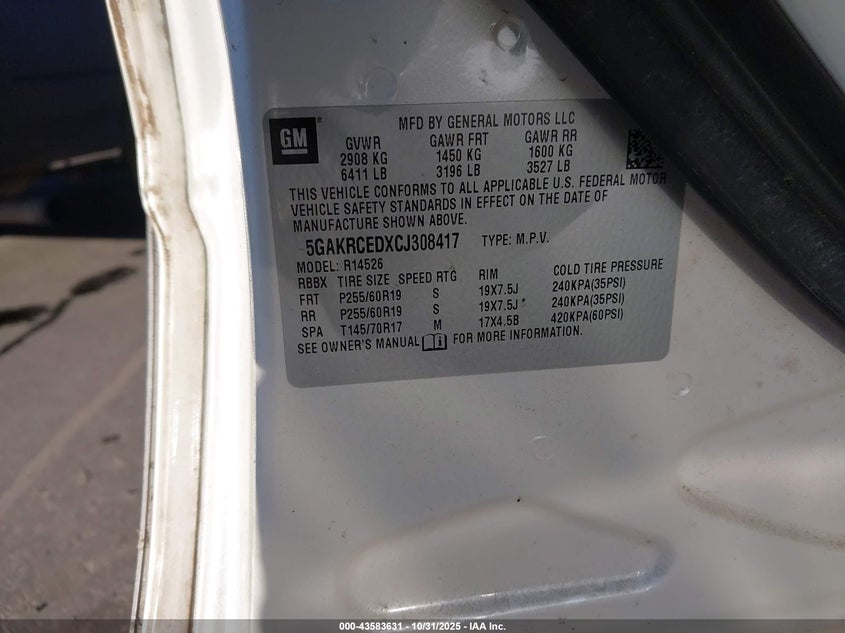 GM®
MFD BY GENERAL MOTORS LLC
GVWR GAWR FRT GAWR RR
2908 KG 1450 KG 1600 KG
6411 LB 3196 LB 3527 LB
THIS VEHICLE CONFORMS TO ALL APPLICABLE U.S. FEDERAL MOTOR
VEHICLE SAFETY STANDARDS IN EFFECT ON THE DATE OF
MANUFACTURE SHOWN ABOVE.
5GAKRCEDXCJ308417 TYPE: M.P.V.
MODEL: R14526
RBBX TIRE SIZE SPEED RTG RIM COLD TIRE PRESSURE
FRT P255/60R19 S 19X7.5J 240KPA(35PSI)
RR P255/60R19 S 19X7.5J 240KPA(35PSI)
SPA T145/70R17 M 17X4.5B 420KPA(60PSI)
SEE OWNER'S MANUAL i FOR MORE INFORMATION.
000-43583631 - 10/31/2025 - IAA Inc.